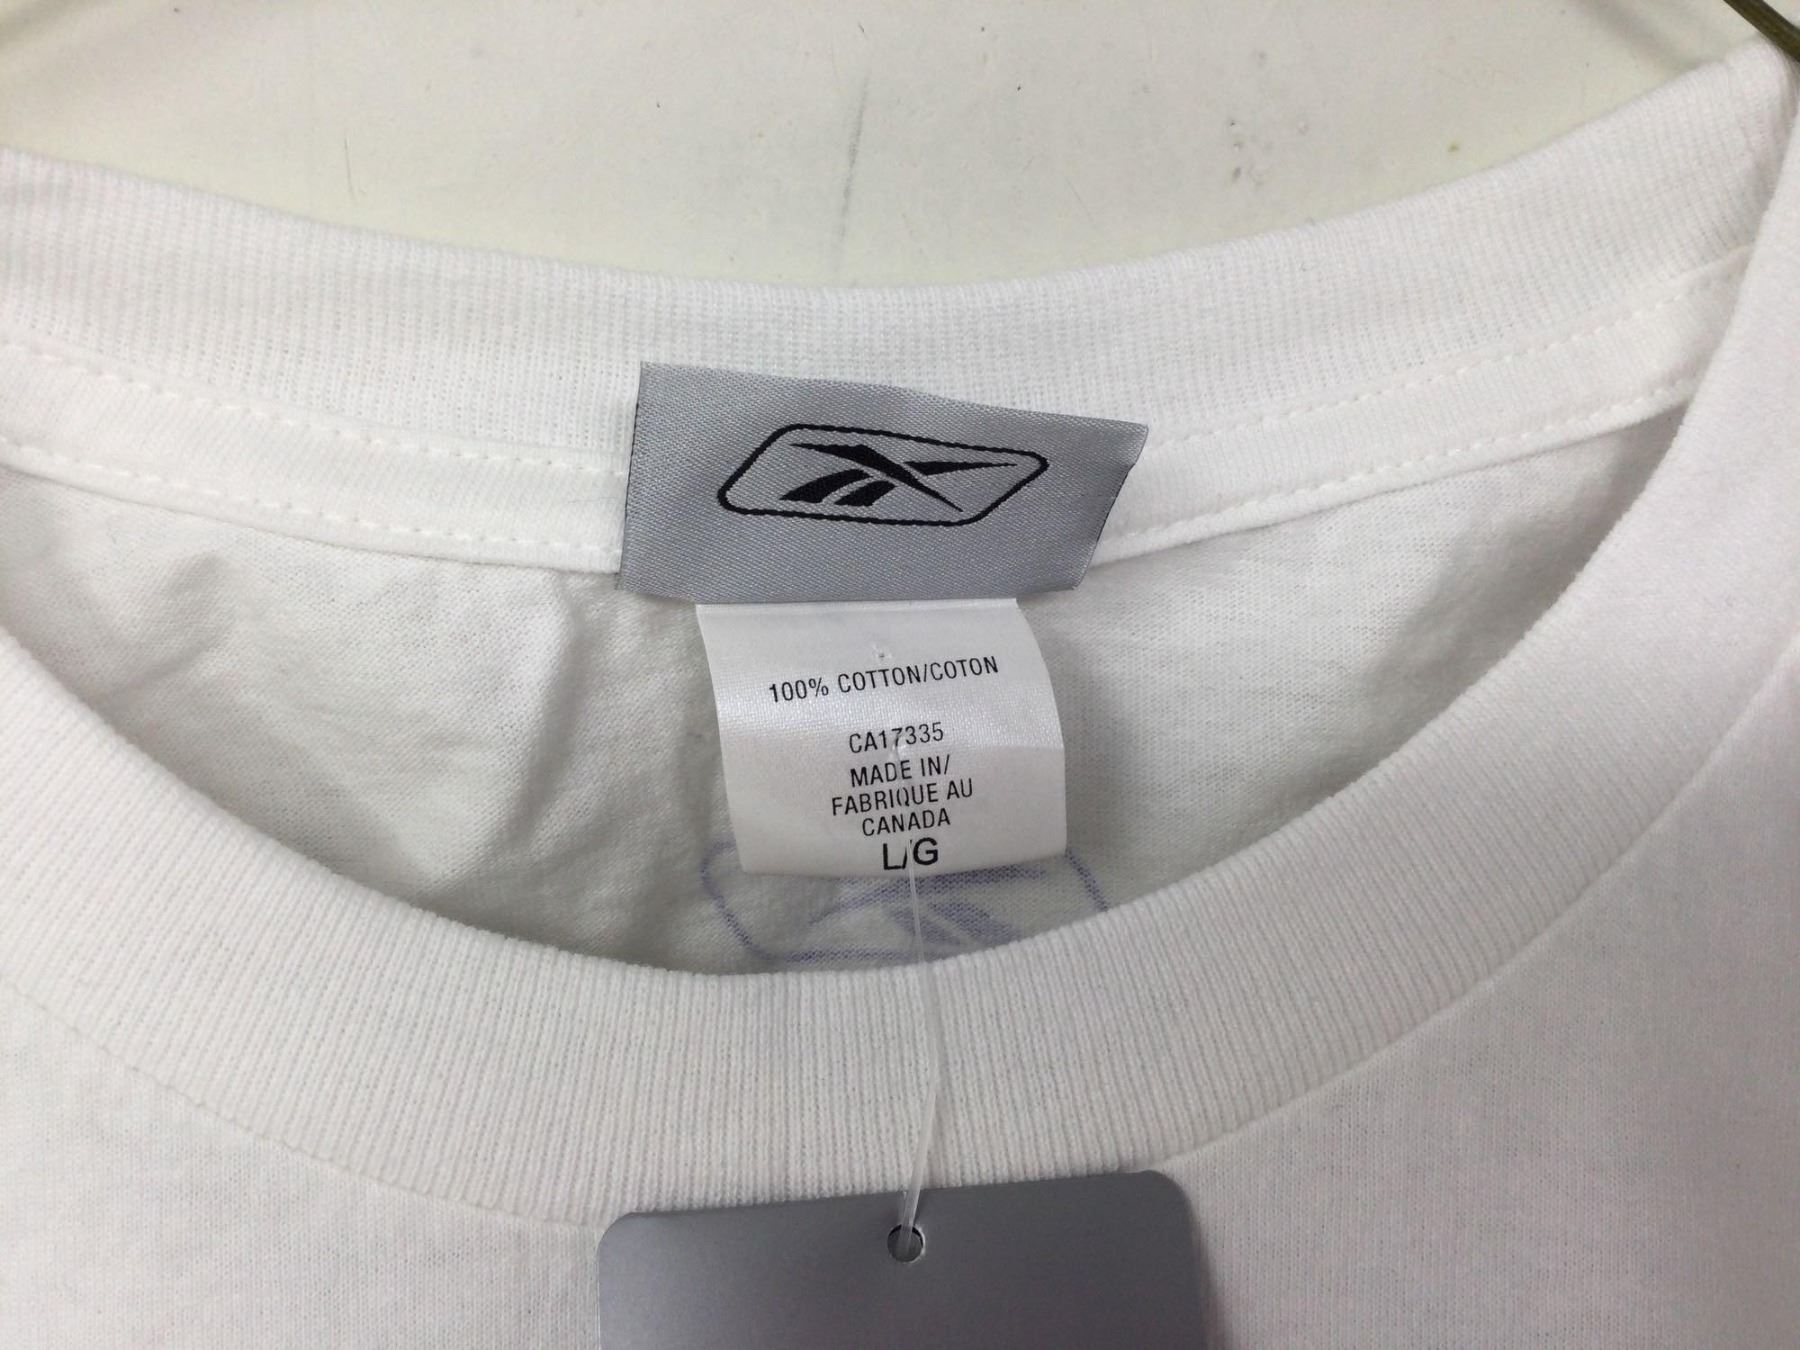 100% COTTON/COTON
CA17335
MADE IN/
FABRIQUE AU
CANADA
L/G